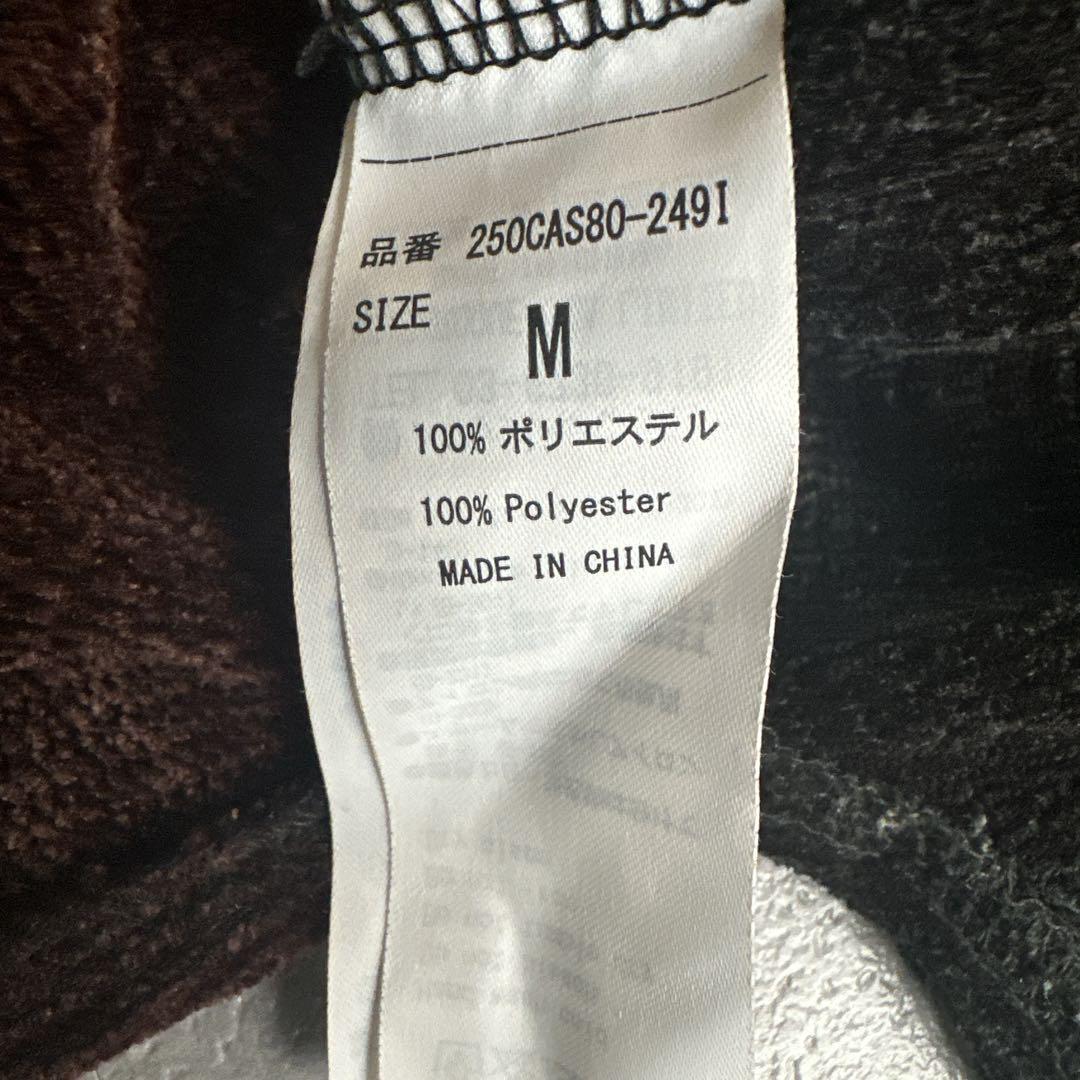 品番 250CAS80-249I
SIZE
M
100% ポリエステル
100% Polyester
MADE IN CHINA